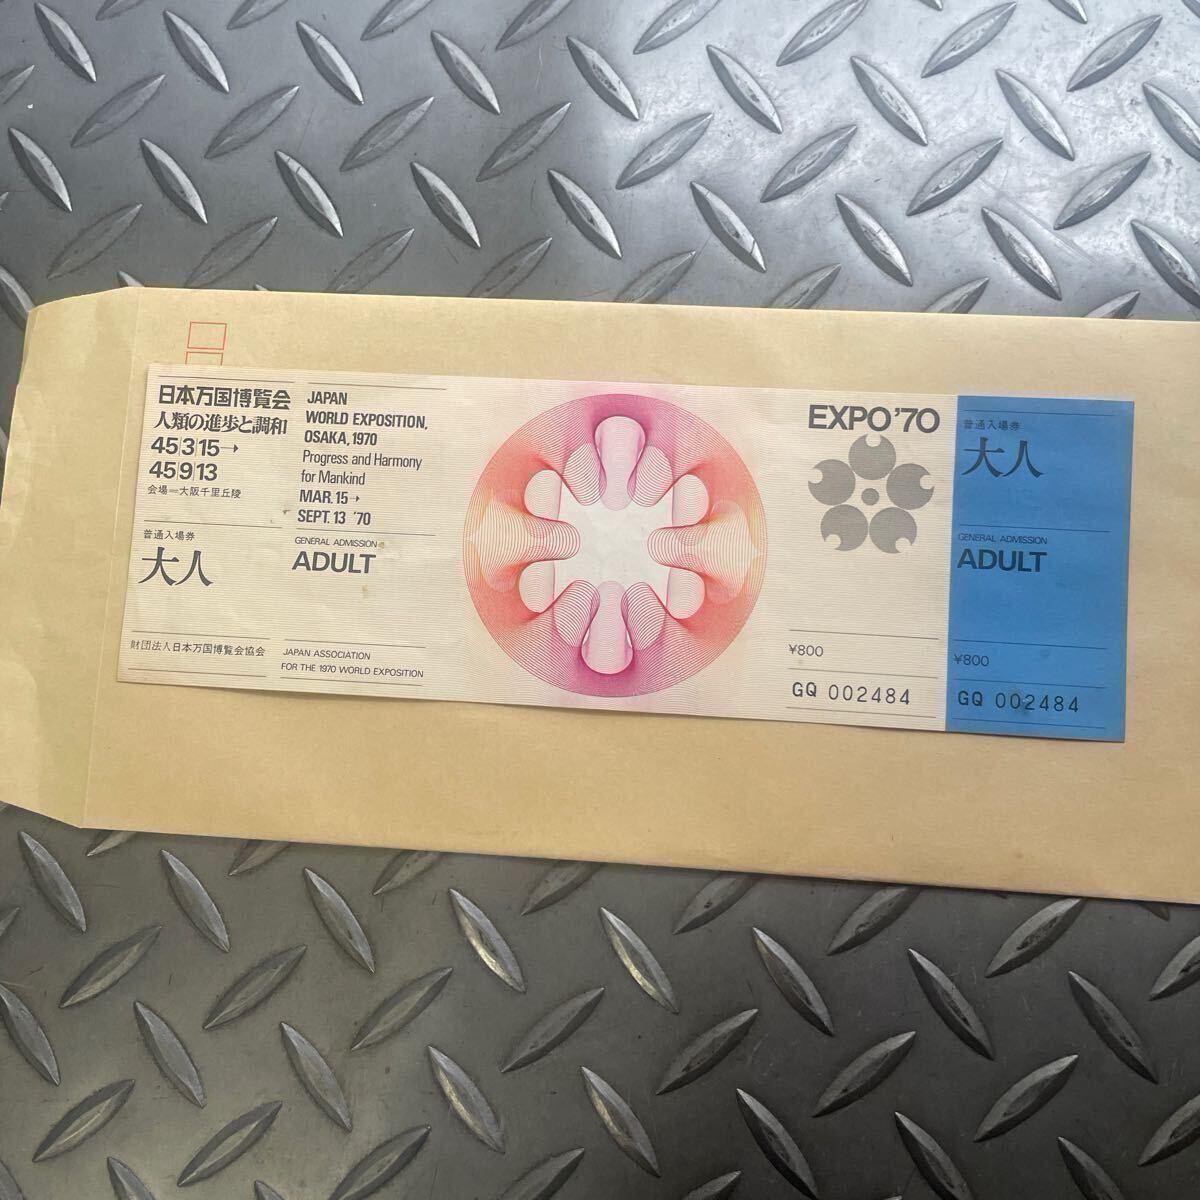 日本万国博覧会
人類の進歩と調和
45|3|15→
45|9|13
会場=大阪千里丘陵
普通入場券
大人
財団法人日本万国博覧会協会
JAPAN
WORLD EXPOSITION,
OSAKA, 1970
Progress and Harmony
for Mankind
MAR. 15→
SEPT. 13 '70
GENERAL ADMISSION
ADULT
JAPAN ASSOCIATION
FOR THE 1970 WORLD EXPOSITION
EXPO'70
¥800
GQ 002484
普通入場券
大人
GENERAL ADMISSION
ADULT
¥800
GQ 002484